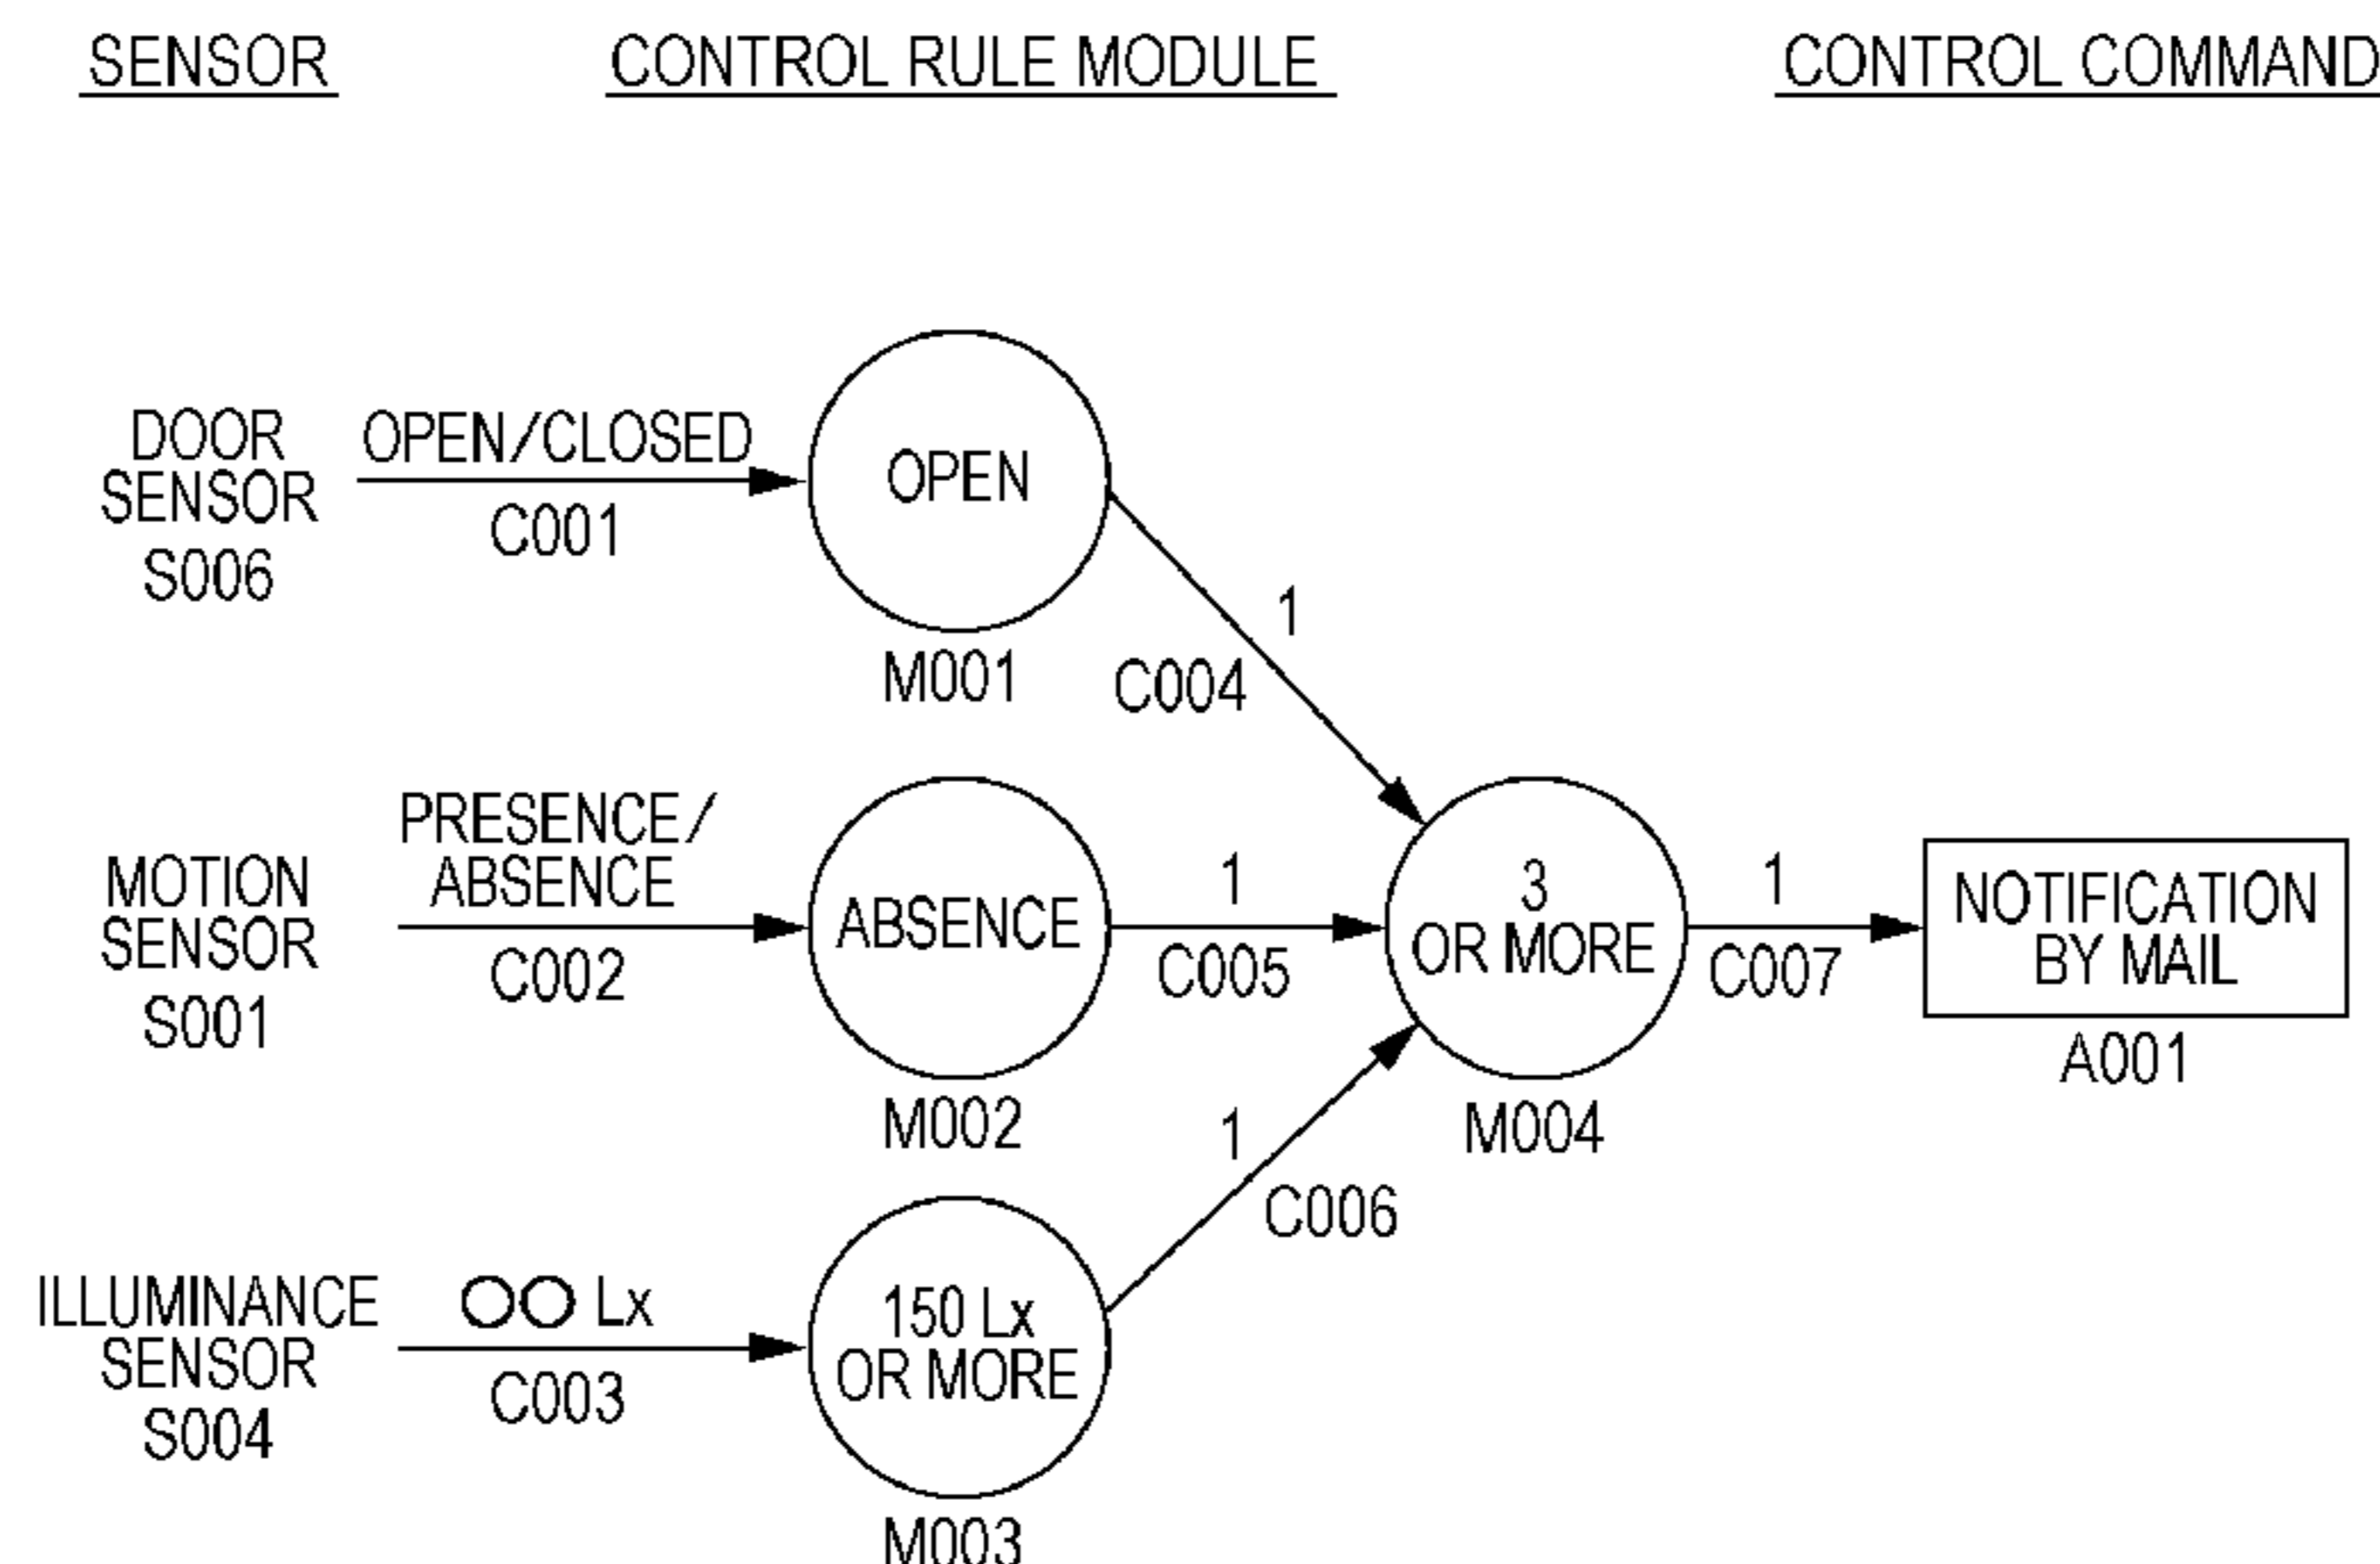 SENSOR
CONTROL RULE MODULE
CONTROL COMMAND
DOOR
SENSOR
S006
OPEN/CLOSED
C001
OPEN
M001
1
C004
MOTION
SENSOR
S001
PRESENCE/
ABSENCE
C002
ABSENCE
M002
1
C005
3
OR MORE
M004
1
C007
NOTIFICATION
BY MAIL
A001
ILLUMINANCE
SENSOR
S004
○○ Lx
C003
150 Lx
OR MORE
M003
1
C006